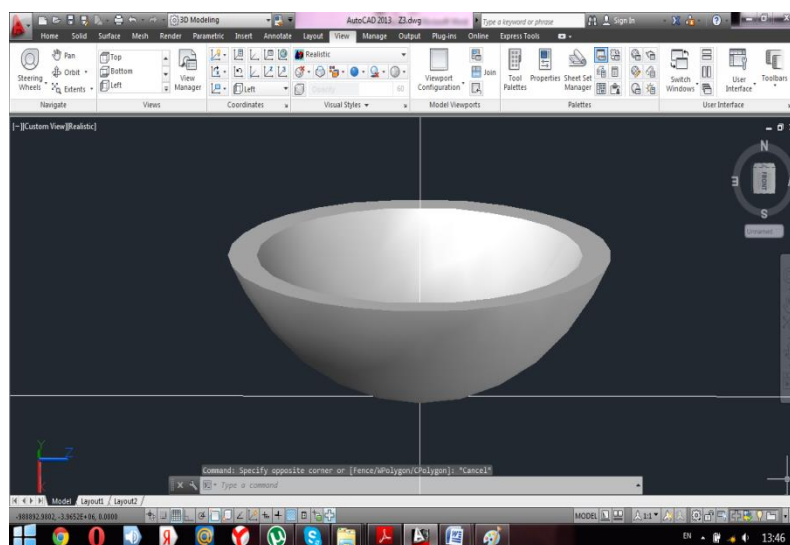 3D Modeling
AutoCAD 2013 Z3.dwg
Type a keyword or phrase
Sign In
Home Solid Surface Mesh Render Parametric Insert Annotate Layout View Manage Output Plug-ins Online Express Tools
Steering Wheels
Pan
Orbit
Extents
Navigate
Top
Bottom
Left
View Manager
Views
Left
Coordinates
Realistic
Opacity 60
Visual Styles
Viewport Configuration
Join
Model Viewports
Tool Palettes
Properties
Sheet Set Manager
Palettes
Switch Windows
User Interface
Toolbars
User Interface
[-][Custom View][Realistic]
N
S
FRONT
Unnamed
Y
Z
Command: Specify opposite corner or [Fence/WPolygon/CPolygon]: *Cancel*
Type a command
Model Layout1 Layout2
MODEL
1:1
EN
13:46